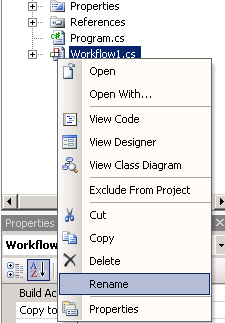 Properties
References
Program.cs
Workflow1.cs
Open
Open With...
View Code
View Designer
View Class Diagram
Exclude From Project
Cut
Copy
Delete
Rename
Properties
Properties
Workflow
Build Ac
Copy to